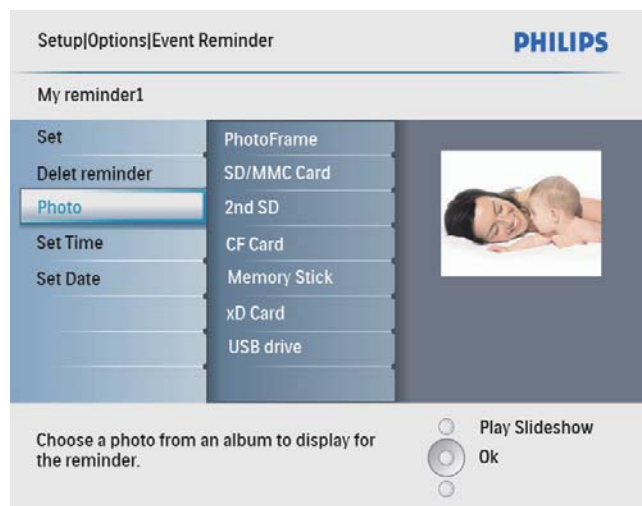 Setup|Options|Event Reminder
PHILIPS
My reminder1
Set
Delet reminder
Photo
Set Time
Set Date
PhotoFrame
SD/MMC Card
2nd SD
CF Card
Memory Stick
xD Card
USB drive
Choose a photo from an album to display for
the reminder.
Play Slideshow
Ok